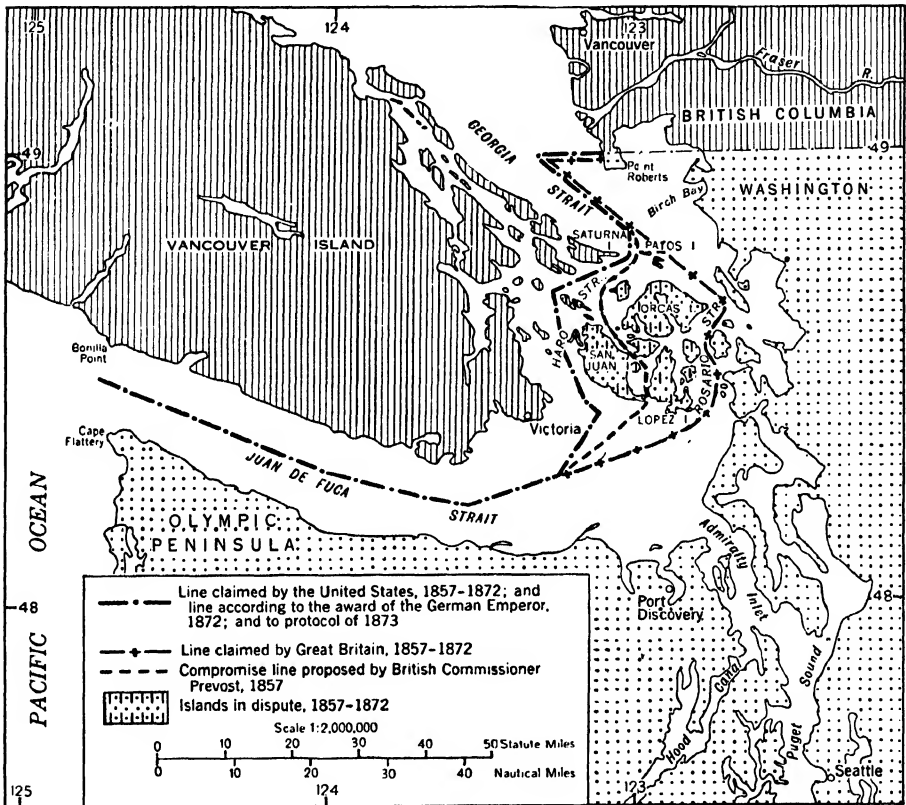 125
124
123
Vancouver
Fraser
R.
BRITISH COLUMBIA
49
49
GEORGIA
STRAIT
Point
Roberts
Birch Bay
WASHINGTON
VANCOUVER ISLAND
SATURNA
I
PATOS I
STR.
ORCAS I.
STR.
HARO
SAN
JUAN
I
ROSARIO
LOPEZ I
Bonilla
Point
Victoria
Cape
Flattery
JUAN DE FUCA
STRAIT
PACIFIC OCEAN
OLYMPIC
PENINSULA
Admiralty
Inlet
Port
Discovery
48
48
Hood Canal
Puget Sound
Seattle
Line claimed by the United States, 1857-1872; and
line according to the award of the German Emperor,
1872; and to protocol of 1873
Line claimed by Great Britain, 1857-1872
Compromise line proposed by British Commissioner
Prevost, 1857
Islands in dispute, 1857-1872
Scale 1:2,000,000
0 10 20 30 40 50 Statute Miles
0 10 20 30 40 Nautical Miles
125
124
123